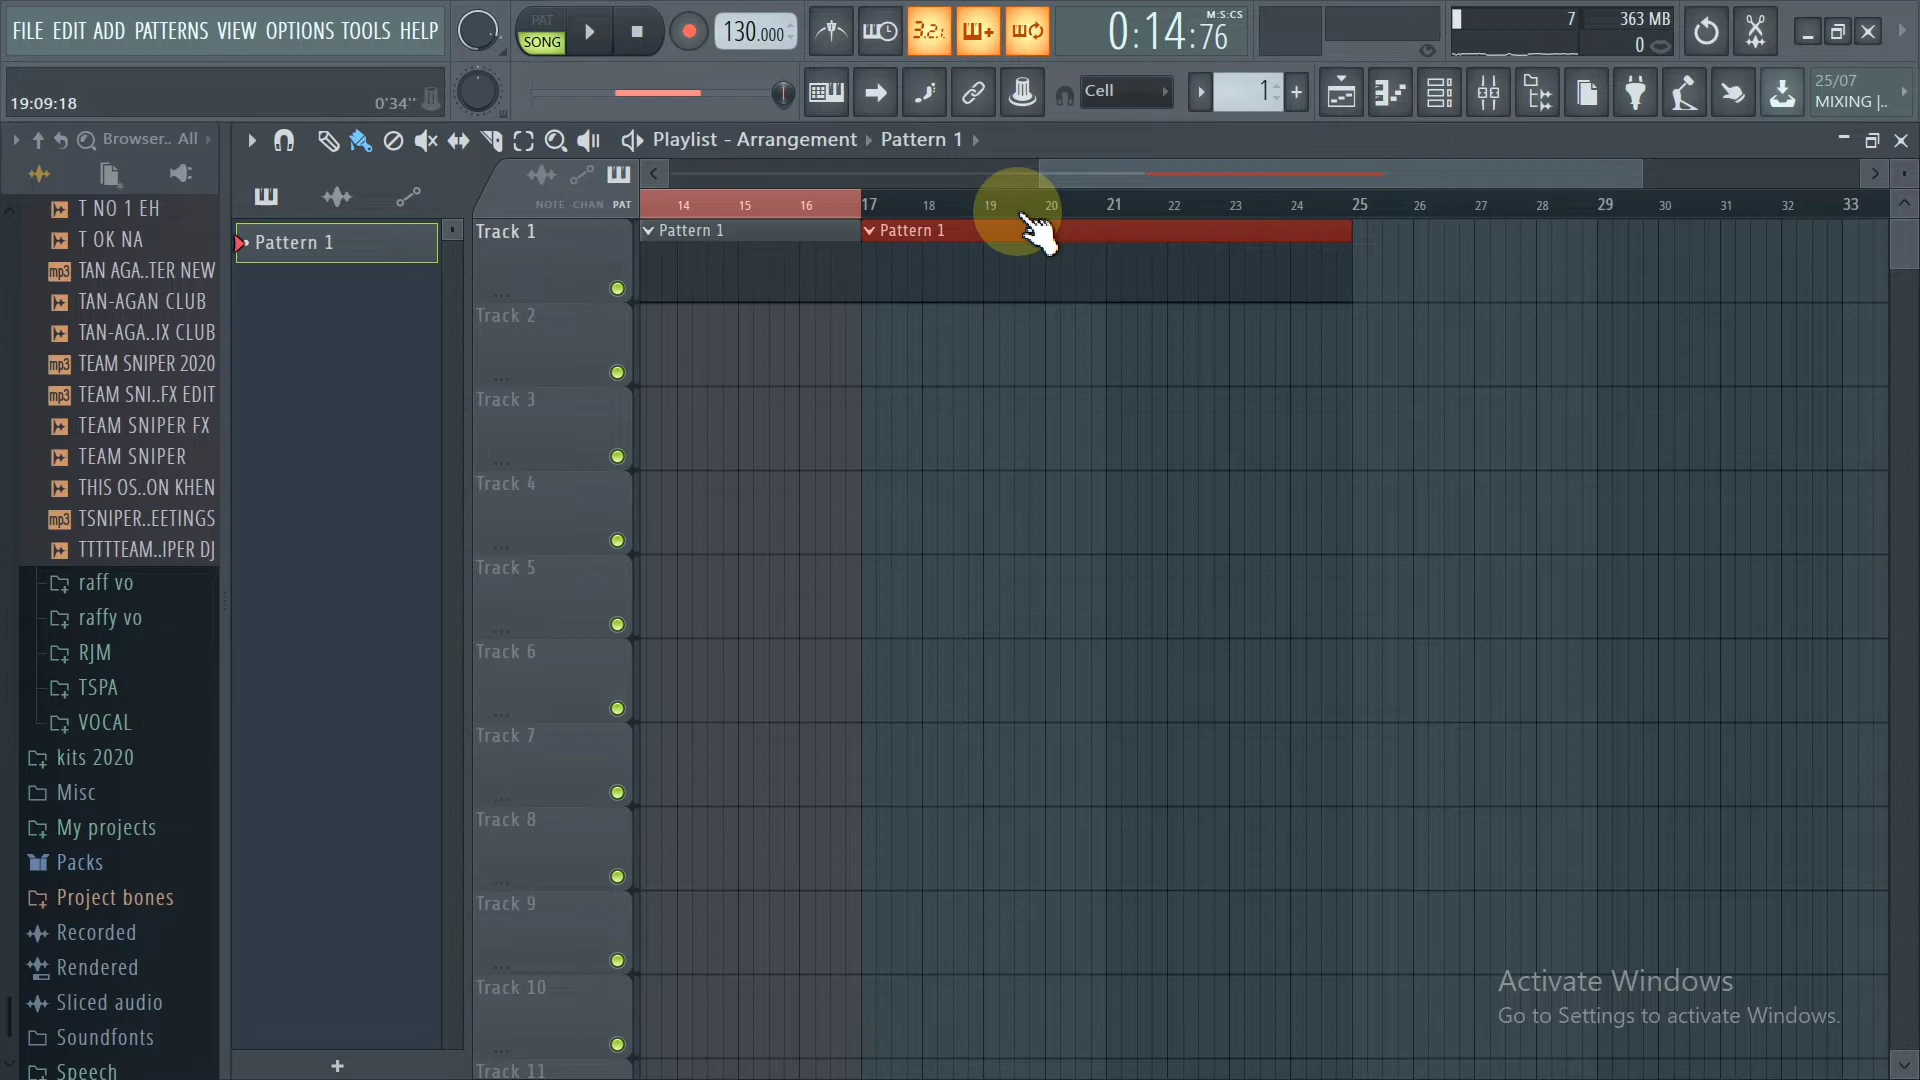 FILE EDIT ADD PATTERNS VIEW OPTIONS TOOLS HELP
PAT
SONG
130.000
3.2.
0:14:76
M:S:CS
7
363 MB
0
19:09:18
0'34''
Cell
1
25/07
MIXING |..
Browser.. All
Playlist - Arrangement
Pattern 1
NOTE CHAN PAT
14 15 16 17 18 19 20 21 22 23 24 25 26 27 28 29 30 31 32 33
T NO 1 EH
T OK NA
mp3 TAN AGA..TER NEW
TAN-AGAN CLUB
TAN-AGA..IX CLUB
mp3 TEAM SNIPER 2020
mp3 TEAM SNI..FX EDIT
TEAM SNIPER FX
TEAM SNIPER
THIS OS..ON KHEN
mp3 TSNIPER..EETINGS
TTTTTEAM..IPER DJ
raff vo
raffy vo
RJM
TSPA
VOCAL
kits 2020
Misc
My projects
Packs
Project bones
Recorded
Rendered
Sliced audio
Soundfonts
Speech
Pattern 1
Track 1
Pattern 1
Pattern 1
Track 2
Track 3
Track 4
Track 5
Track 6
Track 7
Track 8
Track 9
Track 10
Track 11
Activate Windows
Go to Settings to activate Windows.